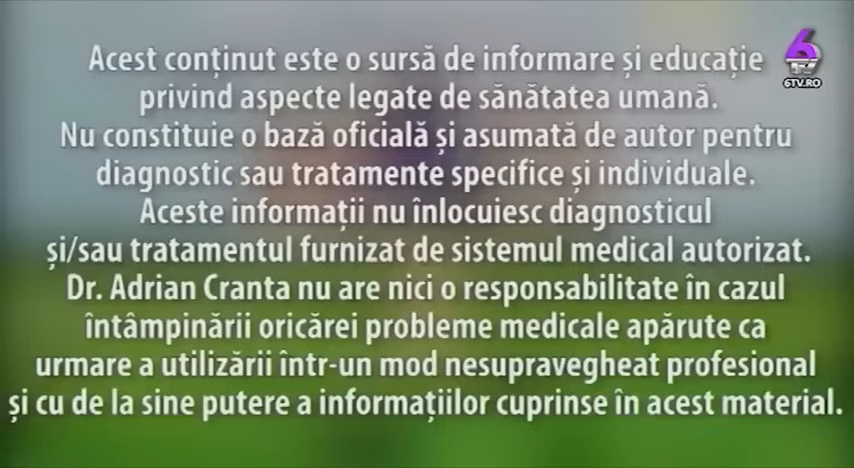 Acest conținut este o sursă de informare și educație
privind aspecte legate de sănătatea umană.
Nu constituie o bază oficială și asumată de autor pentru
diagnostic sau tratamente specifice și individuale.
Aceste informații nu înlocuiesc diagnosticul
și/sau tratamentul furnizat de sistemul medical autorizat.
Dr. Adrian Cranta nu are nici o responsabilitate în cazul
întâmpinării oricărei probleme medicale apărute ca
urmare a utilizării într-un mod nesupravegheat profesional
și cu de la sine putere a informațiilor cuprinse în acest material.
6
TV
6TV.RO